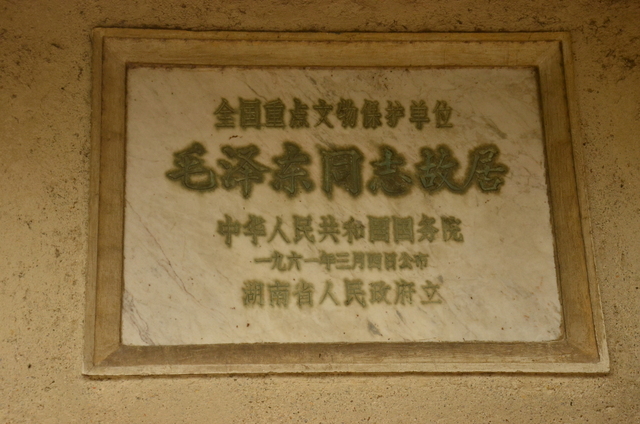 全国重点文物保护单位
毛泽东同志故居
中华人民共和国国务院
一九六一年三月四日公布
湖南省人民政府立